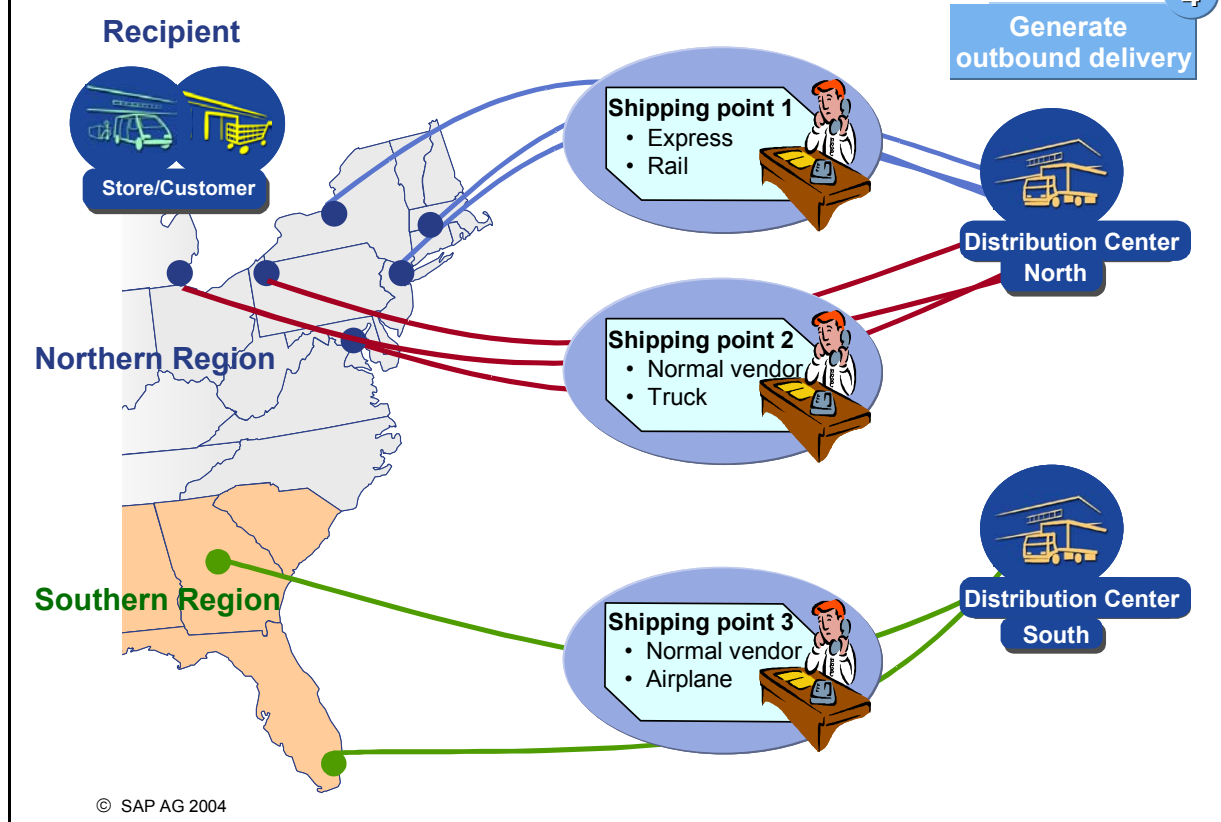 4
Generate
outbound delivery
Recipient
Store/Customer
Shipping point 1
• Express
• Rail
Distribution Center
North
Northern Region
Shipping point 2
• Normal vendor
• Truck
Southern Region
Shipping point 3
• Normal vendor
• Airplane
Distribution Center
South
© SAP AG 2004